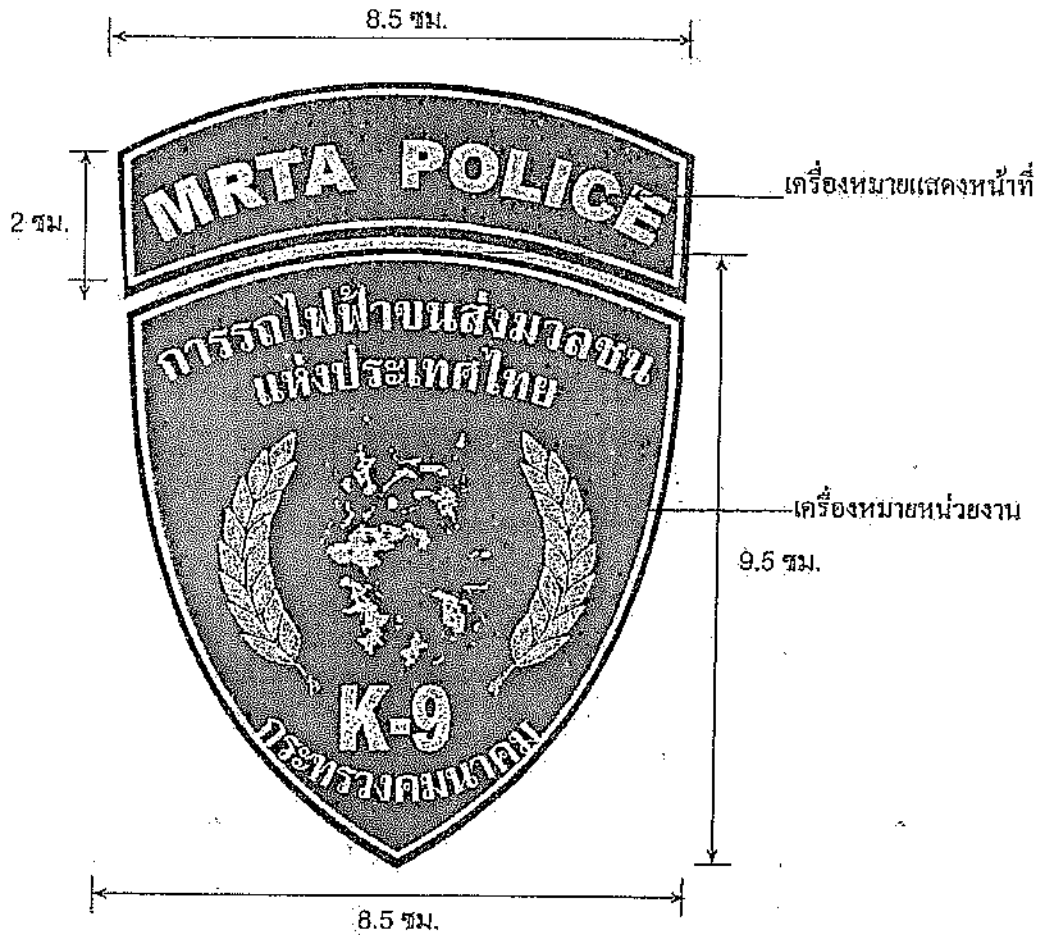 8.5 ซม.
MRTA POLICE
เครื่องหมายแสดงหน้าที่
2 ซม.
การรถไฟฟ้าขนส่งมวลชน
แห่งประเทศไทย
เครื่องหมายหน่วยงาน
9.5 ซม.
K-9
กระทรวงคมนาคม
8.5 ซม.